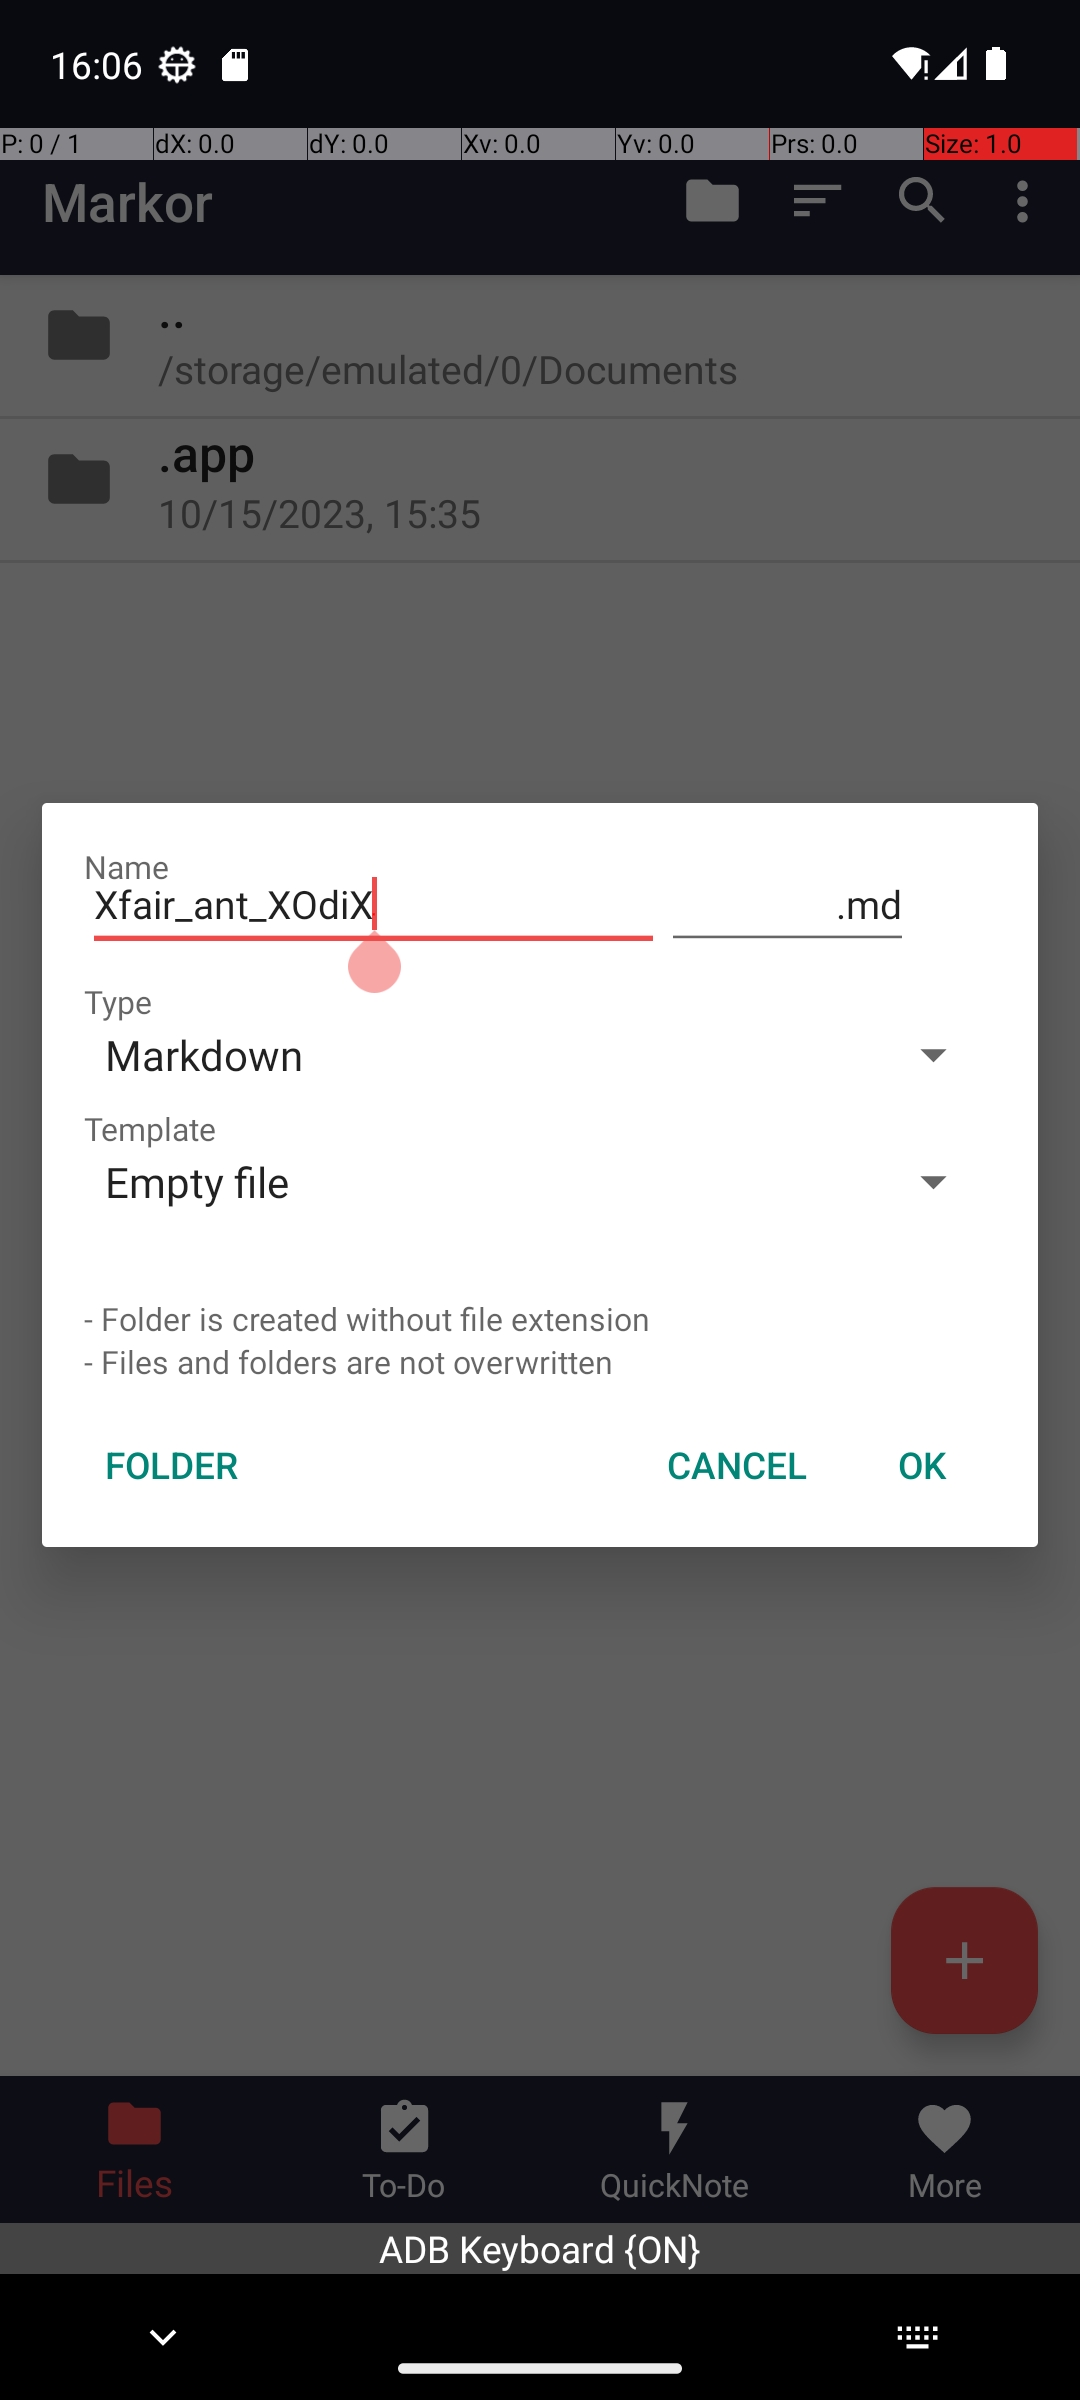 16:06
P: 0 / 1 dX: 0.0 dY: 0.0 Xv: 0.0 Yv: 0.0 Prs: 0.0 Size: 1.0
Markor
..
/storage/emulated/0/Documents
.app
10/15/2023, 15:35
Name
Xfair_ant_XOdiX .md
Type
Markdown
Template
Empty file
- Folder is created without file extension
- Files and folders are not overwritten
FOLDER CANCEL OK
Files To-Do QuickNote More
ADB Keyboard {ON}